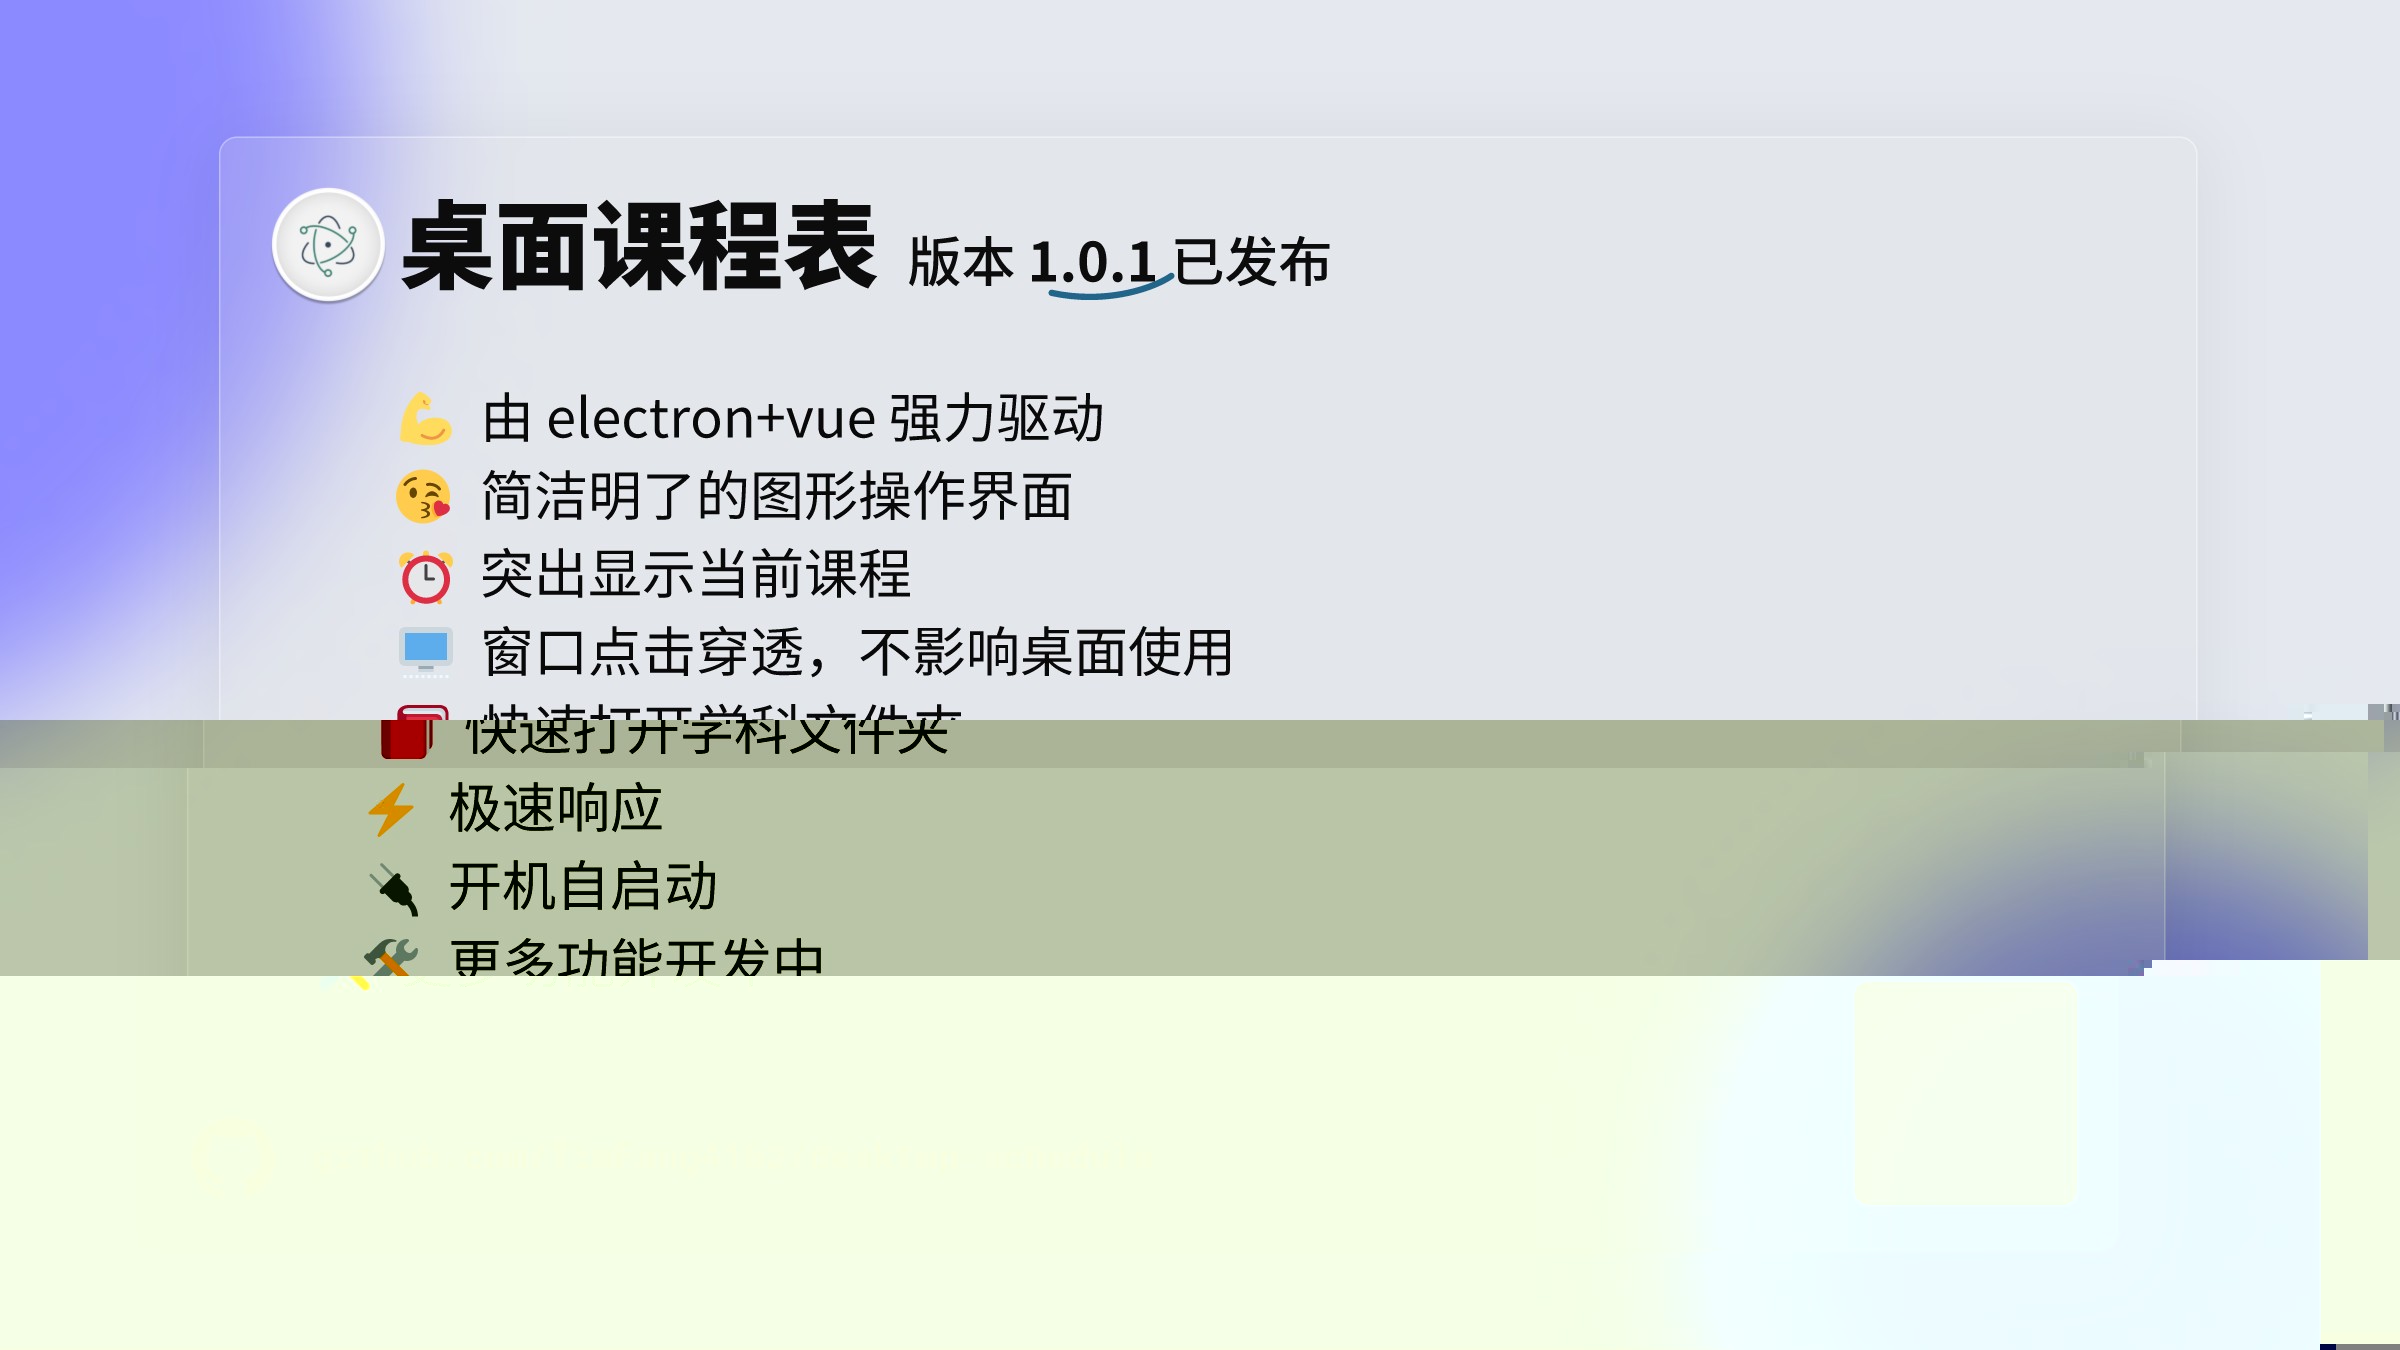 桌面课程表 版本 1.0.1 已发布
由 electron+vue 强力驱动
简洁明了的图形操作界面
突出显示当前课程
窗口点击穿透，不影响桌面使用
快速打开学科文件夹
极速响应
开机自启动
更多功能开发中